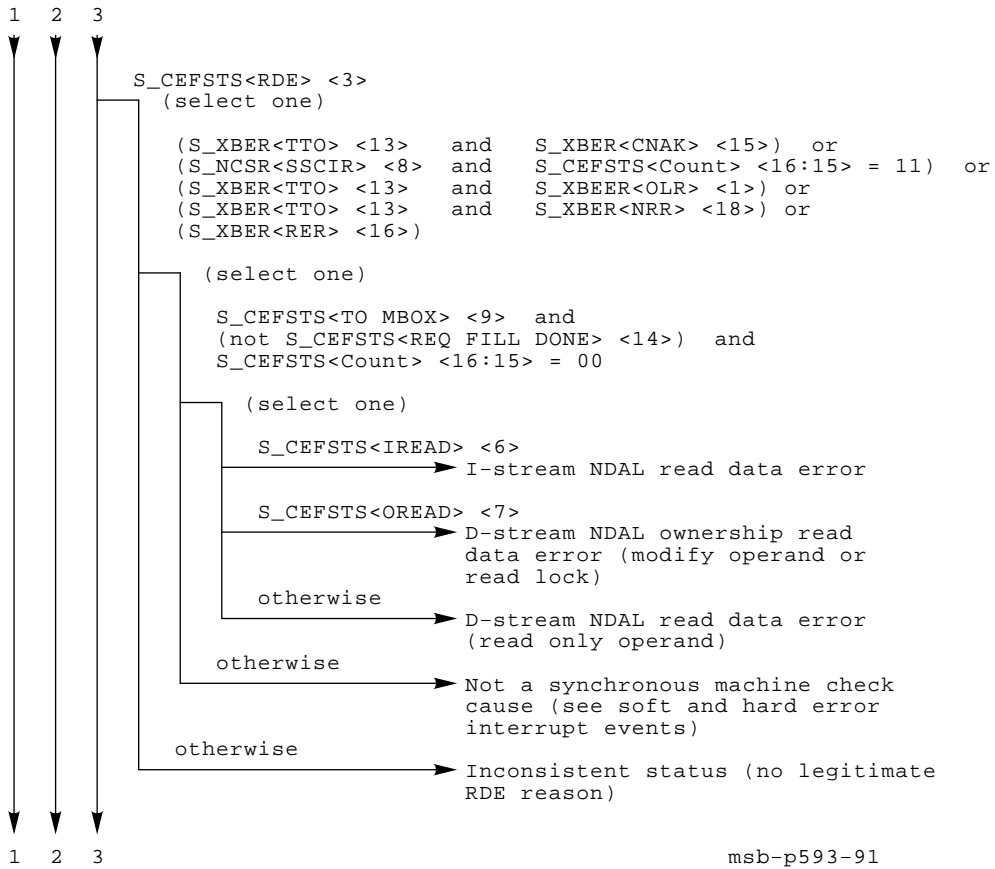 1 2 3
S_CEFSTS<RDE> <3>
(select one)
(S_XBER<TTO> <13> and S_XBER<CNAK> <15>) or
(S_NCSR<SSCIR> <8> and S_CEFSTS<Count> <16:15> = 11) or
(S_XBER<TTO> <13> and S_XBEER<OLR> <1>) or
(S_XBER<TTO> <13> and S_XBER<NRR> <18>) or
(S_XBER<RER> <16>)
(select one)
S_CEFSTS<TO MBOX> <9> and
(not S_CEFSTS<REQ FILL DONE> <14>) and
S_CEFSTS<Count> <16:15> = 00
(select one)
S_CEFSTS<IREAD> <6>
I-stream NDAL read data error
S_CEFSTS<OREAD> <7>
D-stream NDAL ownership read
data error (modify operand or
read lock)
otherwise
D-stream NDAL read data error
(read only operand)
otherwise
Not a synchronous machine check
cause (see soft and hard error
interrupt events)
otherwise
Inconsistent status (no legitimate
RDE reason)
1 2 3
msb-p593-91